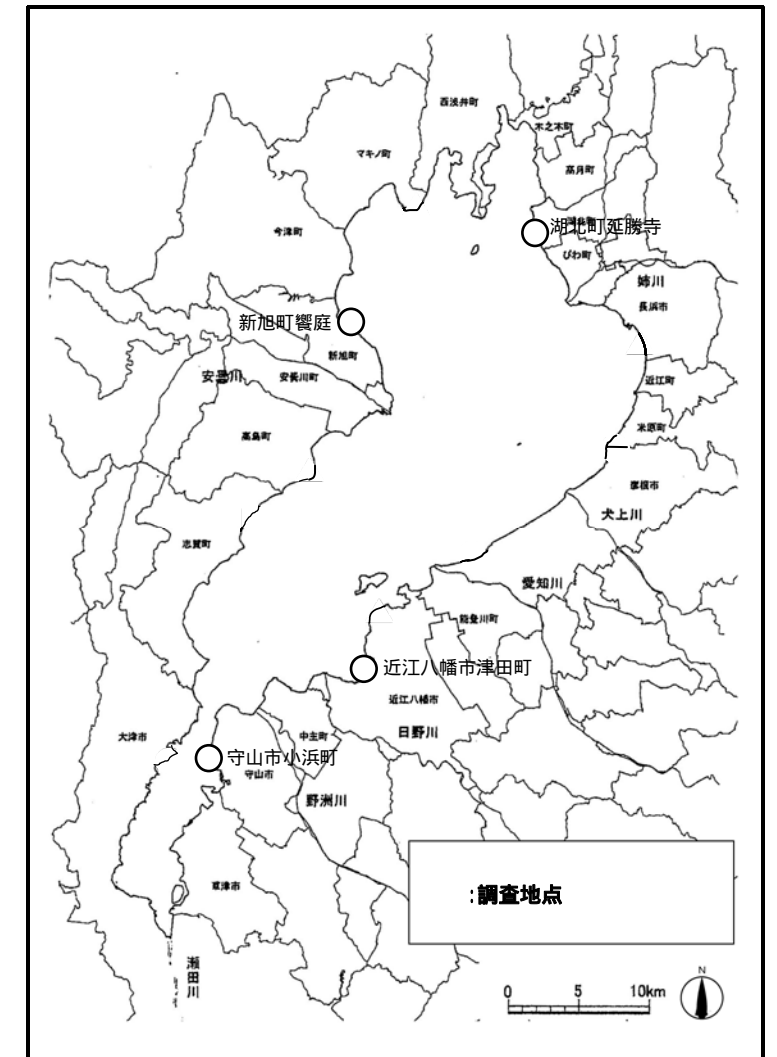 西浅井町
木之本町
マキノ町
高月町
今津町
湖北町延勝寺
びわ町
姉川
長浜市
新旭町饗庭
新旭町
安曇川
安曇川町
近江町
米原町
高島町
彦根市
犬上川
志賀町
愛知川
能登川町
近江八幡市津田町
近江八幡市
日野川
大津市
中主町
守山市小浜町
守山市
野洲川
草津市
:調査地点
瀬田川
N
0 5 10km